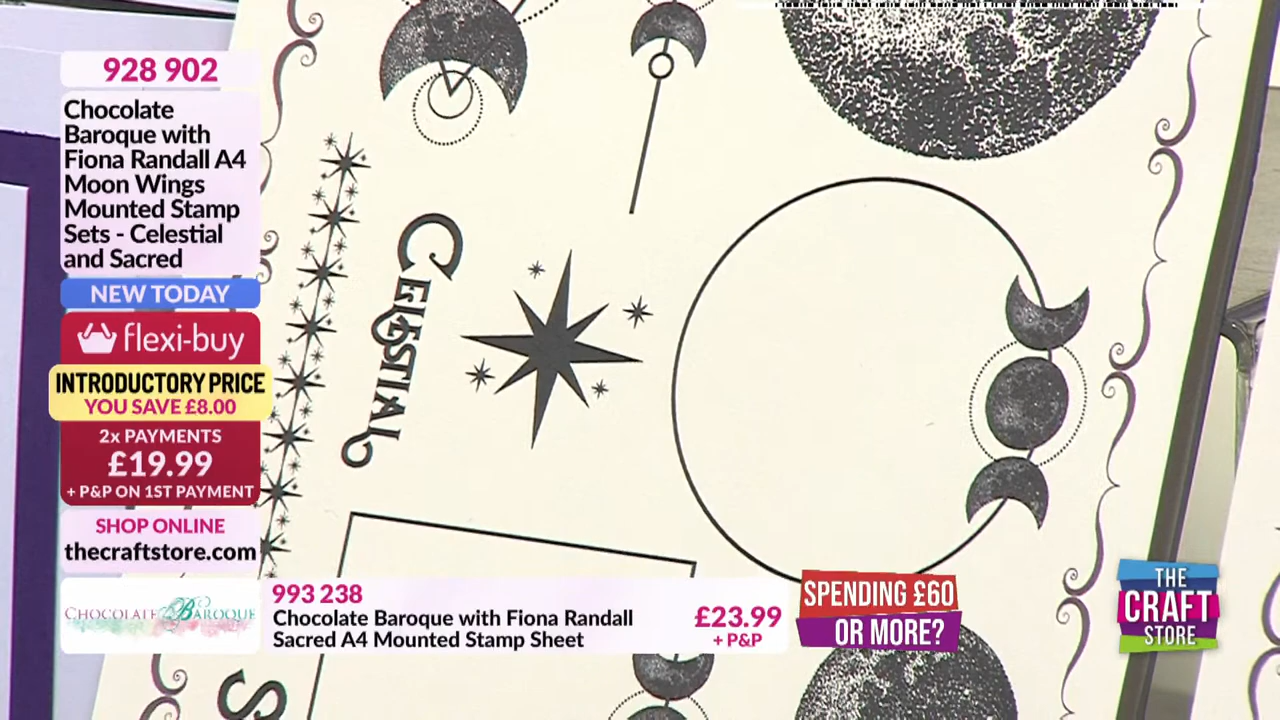 928 902
Chocolate
Baroque with
Fiona Randall A4
Moon Wings
Mounted Stamp
Sets - Celestial
and Sacred
NEW TODAY
flexi-buy
INTRODUCTORY PRICE
YOU SAVE £8.00
2x PAYMENTS
£19.99
+ P&P ON 1ST PAYMENT
SHOP ONLINE
thecraftstore.com
CELESTIAL
CHOCOLATE BAROQUE
993 238
Chocolate Baroque with Fiona Randall
Sacred A4 Mounted Stamp Sheet
£23.99
+ P&P
SPENDING £60
OR MORE?
THE
CRAFT
STORE